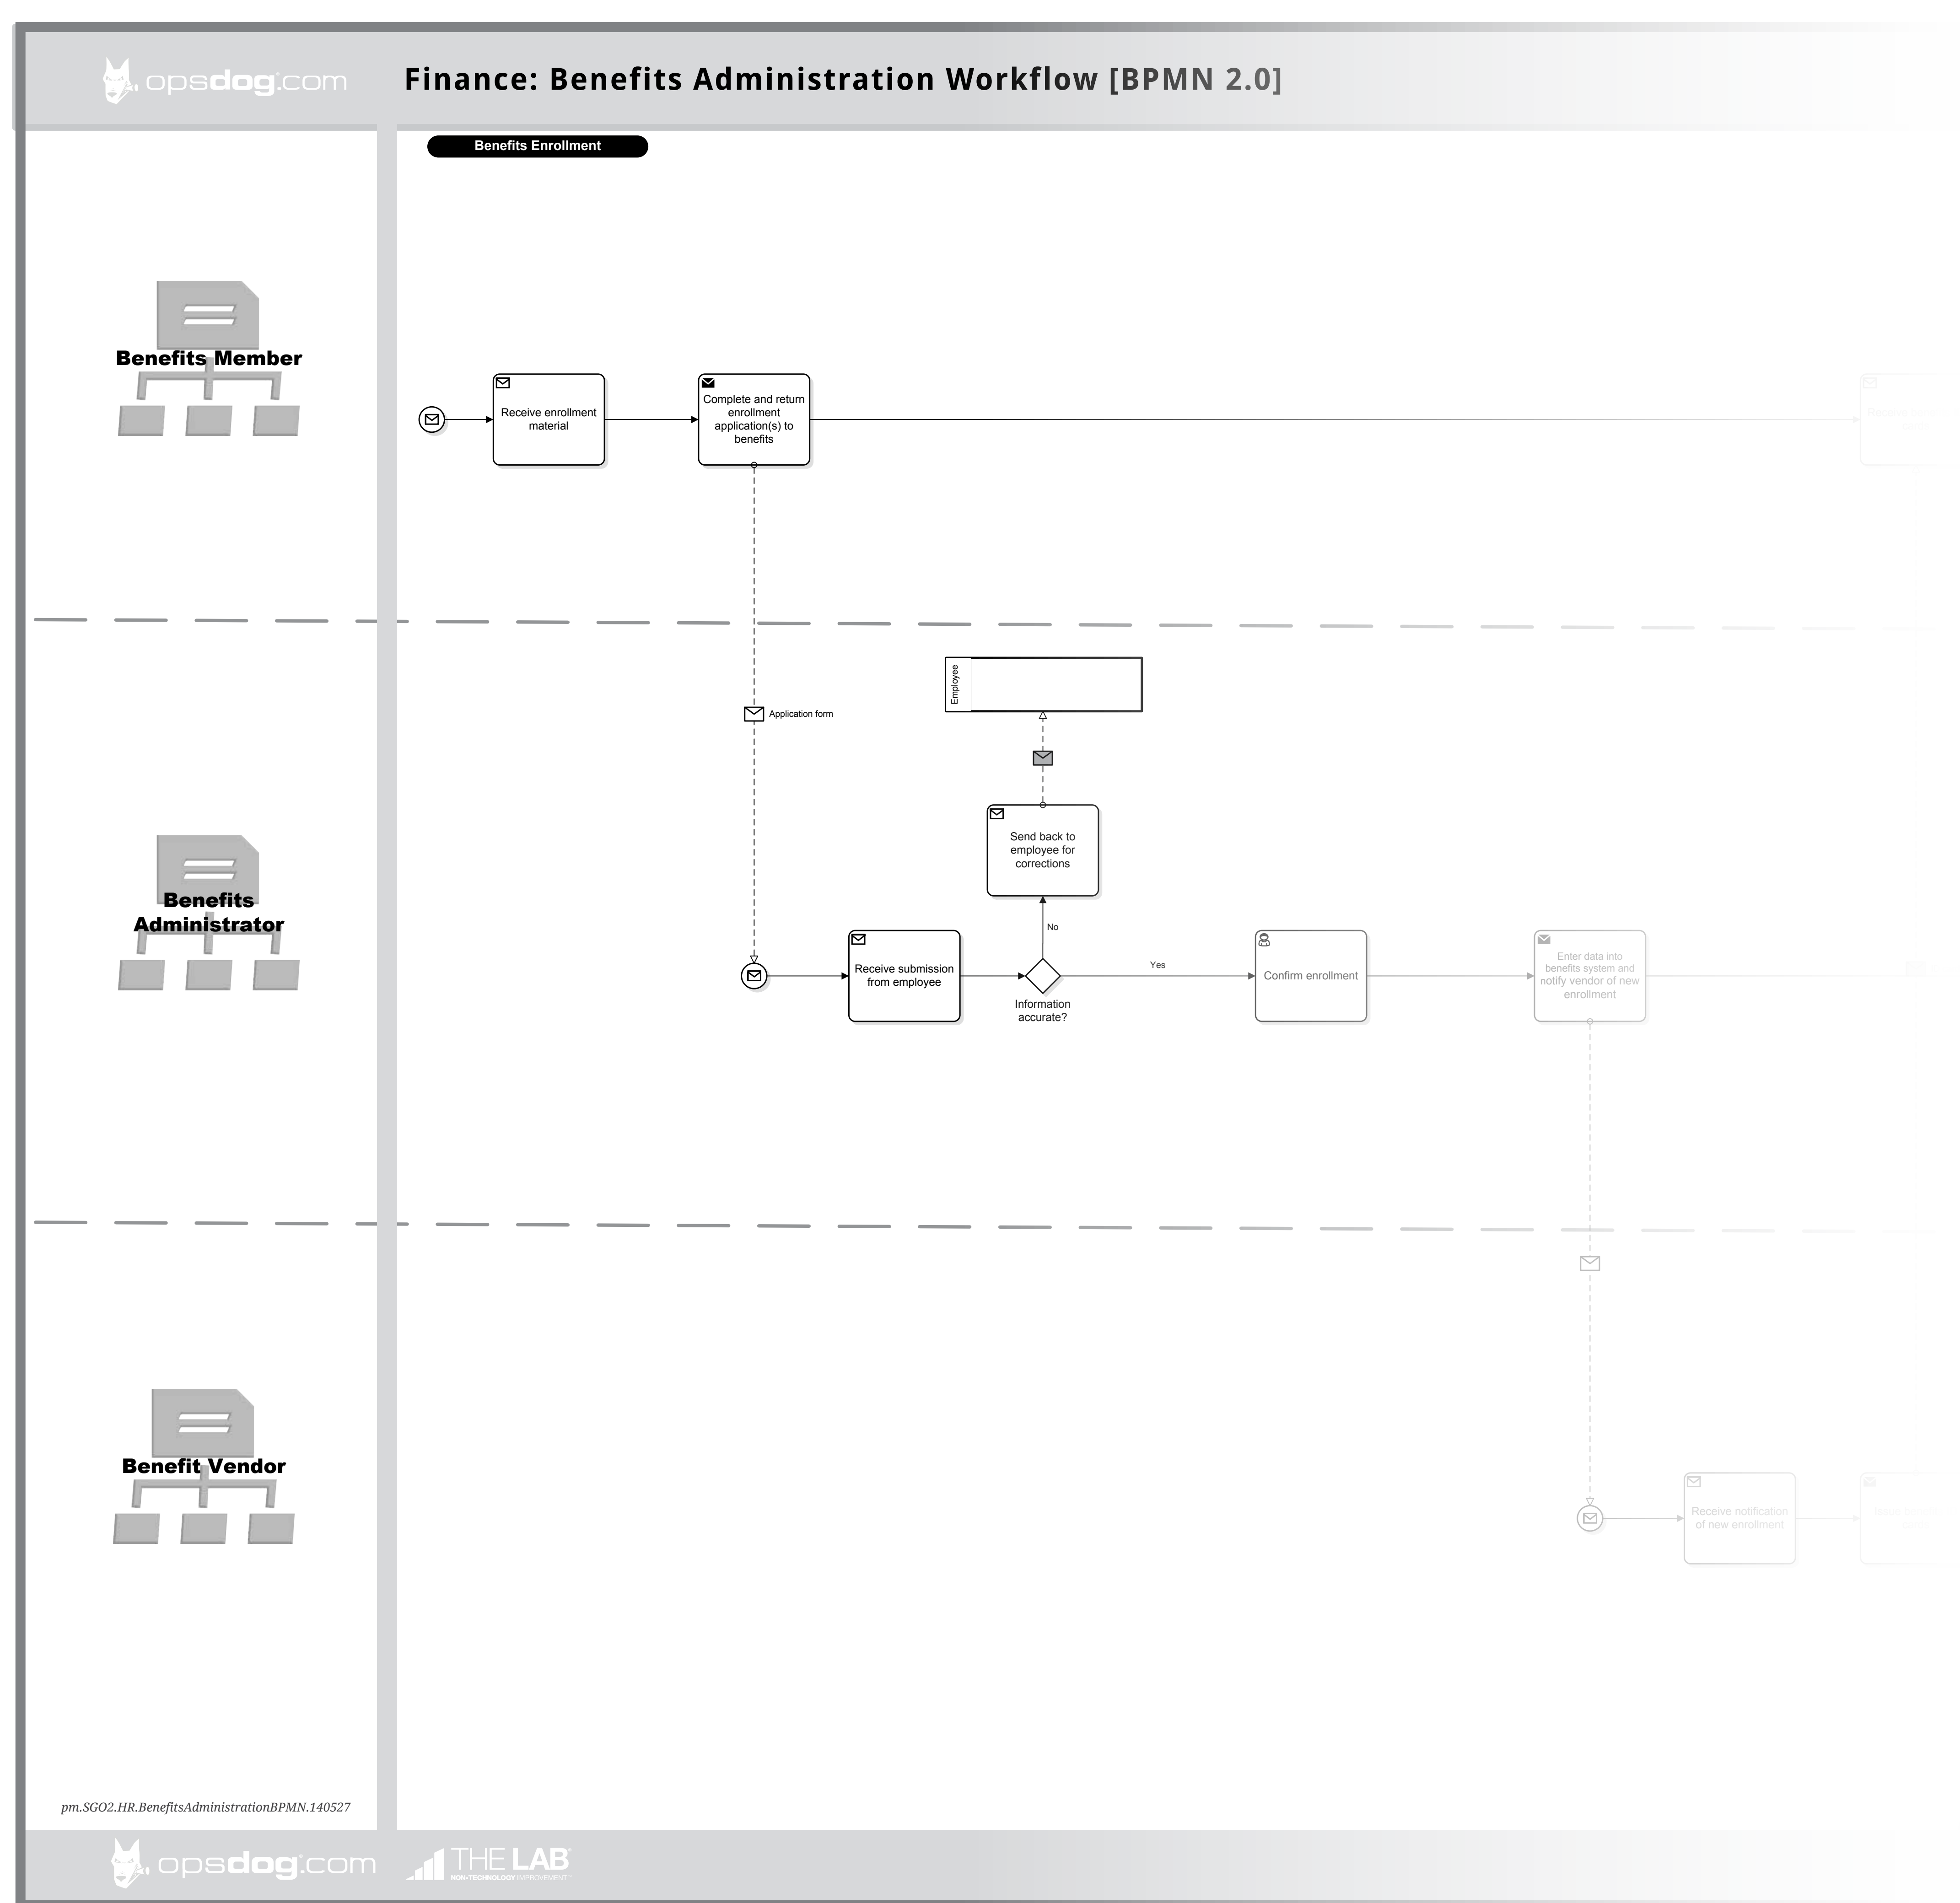 opsdog.com
Finance: Benefits Administration Workflow [BPMN 2.0]
Benefits Enrollment
Benefits Member
Receive enrollment
material
Complete and return
enrollment
application(s) to
benefits
Employee
Application form
Send back to
employee for
corrections
Benefits
Administrator
No
Receive submission
from employee
Information
accurate?
Yes
Confirm enrollment
Enter data into
benefits system and
notify vendor of new
enrollment
Benefit Vendor
Receive notification
of new enrollment
pm.SGO2.HR.BenefitsAdministrationBPMN.140527
opsdog.com
THE LAB
NON-TECHNOLOGY IMPROVEMENT